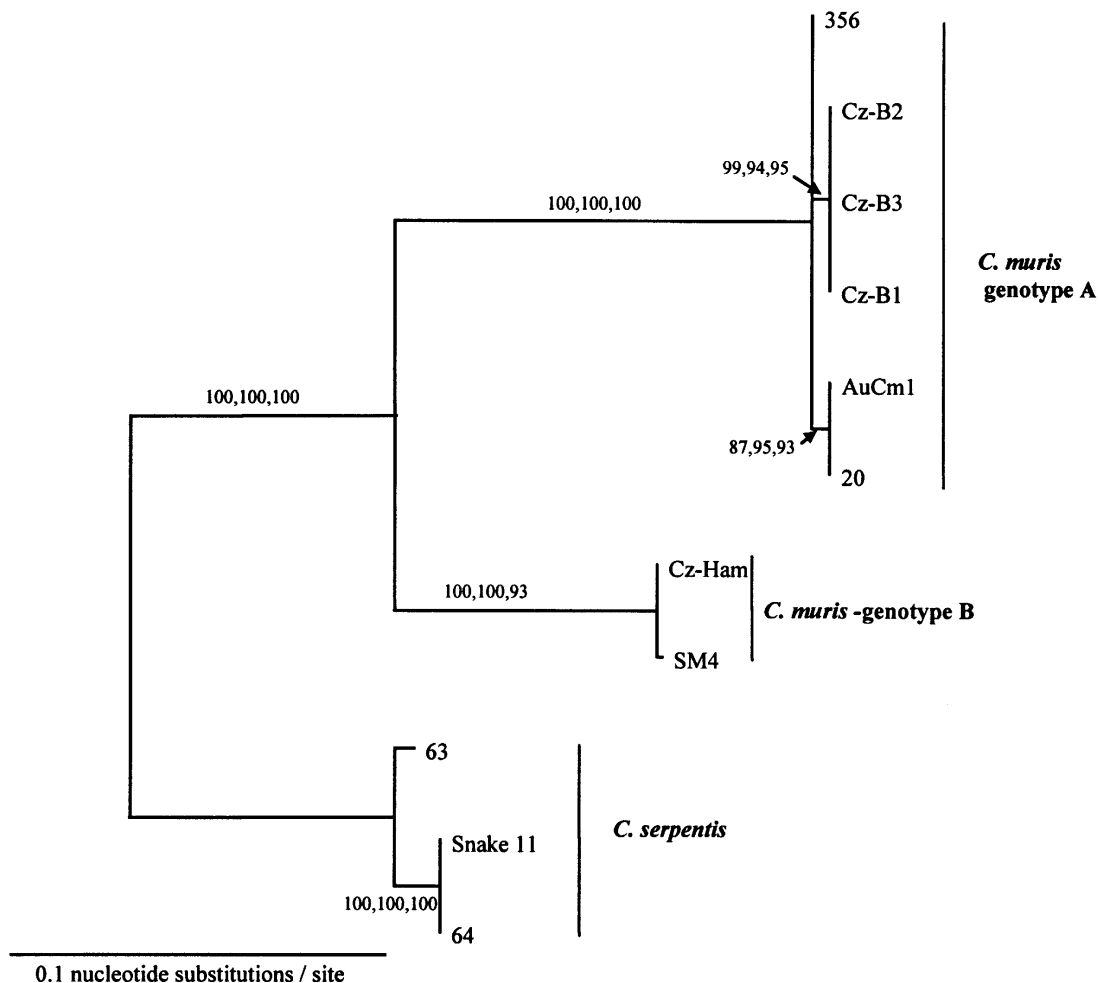 356
Cz-B2
99,94,95
Cz-B3
100,100,100
C. muris
genotype A
Cz-B1
AuCm1
100,100,100
87,95,93
20
Cz-Ham
100,100,93
C. muris -genotype B
SM4
63
C. serpentis
Snake 11
100,100,100
64
0.1 nucleotide substitutions / site